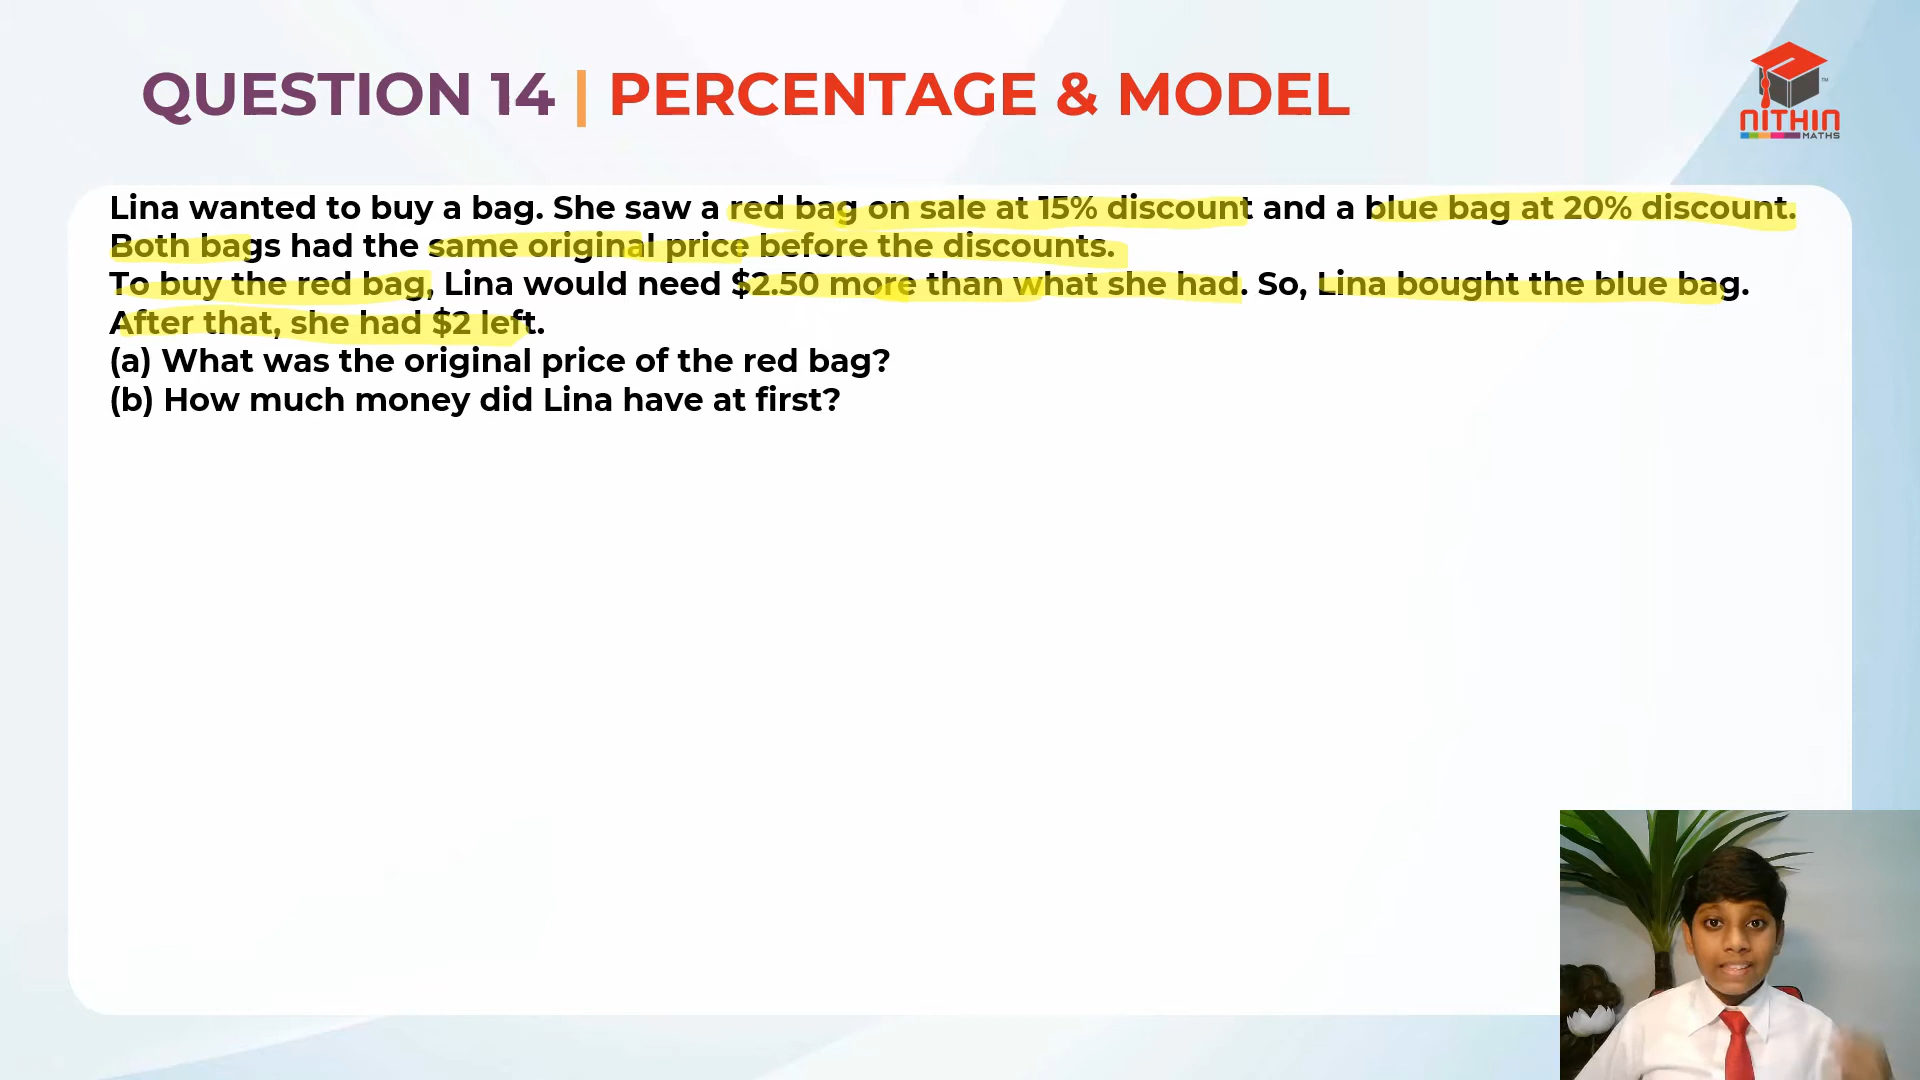 QUESTION 14 | PERCENTAGE & MODEL
NITHIN
MATHS
TM
Lina wanted to buy a bag. She saw a red bag on sale at 15% discount and a blue bag at 20% discount.
Both bags had the same original price before the discounts.
To buy the red bag, Lina would need $2.50 more than what she had. So, Lina bought the blue bag.
After that, she had $2 left.
(a) What was the original price of the red bag?
(b) How much money did Lina have at first?